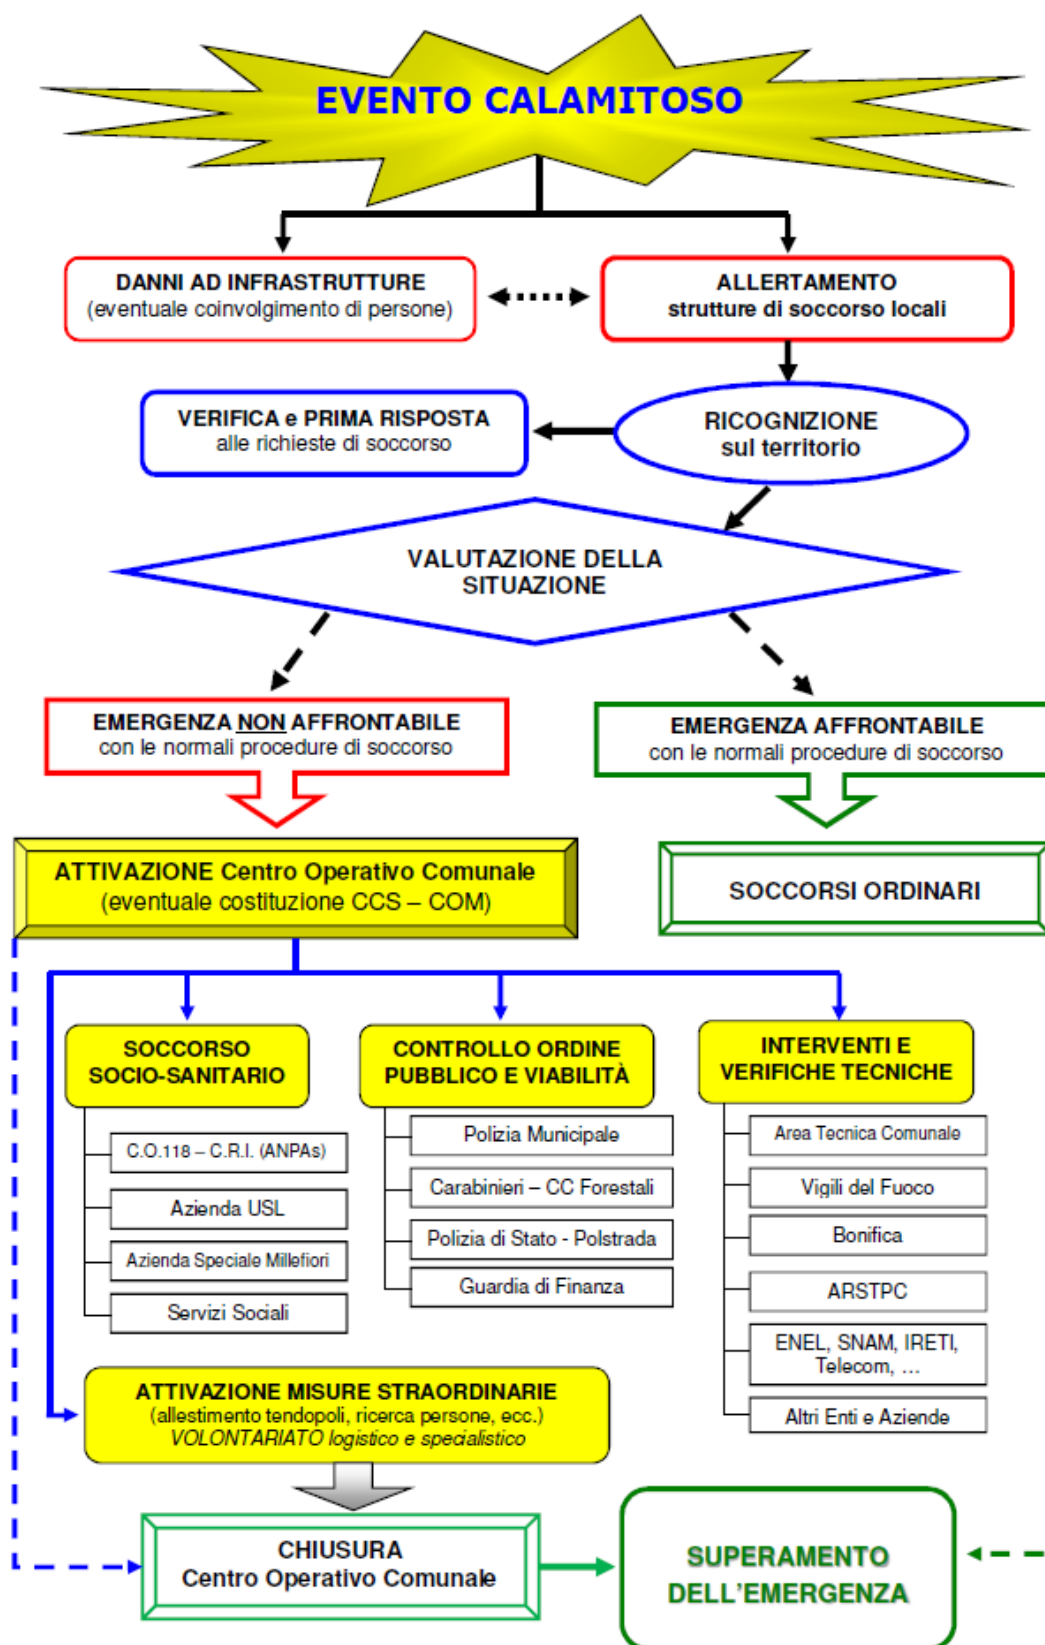 EVENTO CALAMITOSO
DANNI AD INFRASTRUTTURE
(eventuale coinvolgimento di persone)
ALLERTAMENTO
strutture di soccorso locali
VERIFICA e PRIMA RISPOSTA
alle richieste di soccorso
RICOGNIZIONE
sul territorio
VALUTAZIONE DELLA
SITUAZIONE
EMERGENZA NON AFFRONTABILE
con le normali procedure di soccorso
EMERGENZA AFFRONTABILE
con le normali procedure di soccorso
ATTIVAZIONE Centro Operativo Comunale
(eventuale costituzione CCS – COM)
SOCCORSI ORDINARI
SOCCORSO
SOCIO-SANITARIO
C.O.118 – C.R.I. (ANPAs)
Azienda USL
Azienda Speciale Millefiori
Servizi Sociali
CONTROLLO ORDINE
PUBBLICO E VIABILITÀ
Polizia Municipale
Carabinieri – CC Forestali
Polizia di Stato - Polstrada
Guardia di Finanza
INTERVENTI E
VERIFICHE TECNICHE
Area Tecnica Comunale
Vigili del Fuoco
Bonifica
ARSTPC
ENEL, SNAM, IRETI,
Telecom, ...
Altri Enti e Aziende
ATTIVAZIONE MISURE STRAORDINARIE
(allestimento tendopoli, ricerca persone, ecc.)
VOLONTARIATO logistico e specialistico
CHIUSURA
Centro Operativo Comunale
SUPERAMENTO
DELL'EMERGENZA